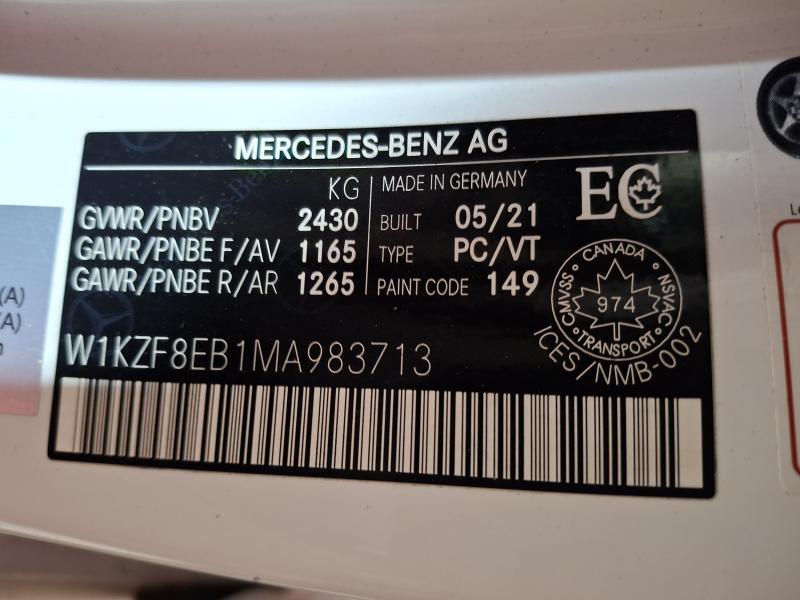 MERCEDES-BENZ AG
KG
GVWR/PNBV 2430
GAWR/PNBE F/AV 1165
GAWR/PNBE R/AR 1265
MADE IN GERMANY
BUILT 05/21
TYPE PC/VT
PAINT CODE 149
EC
CANADA
CMVSS 974 NSVAC
TRANSPORT
ICES/NMB-002
W1KZF8EB1MA983713
(A)
(A)